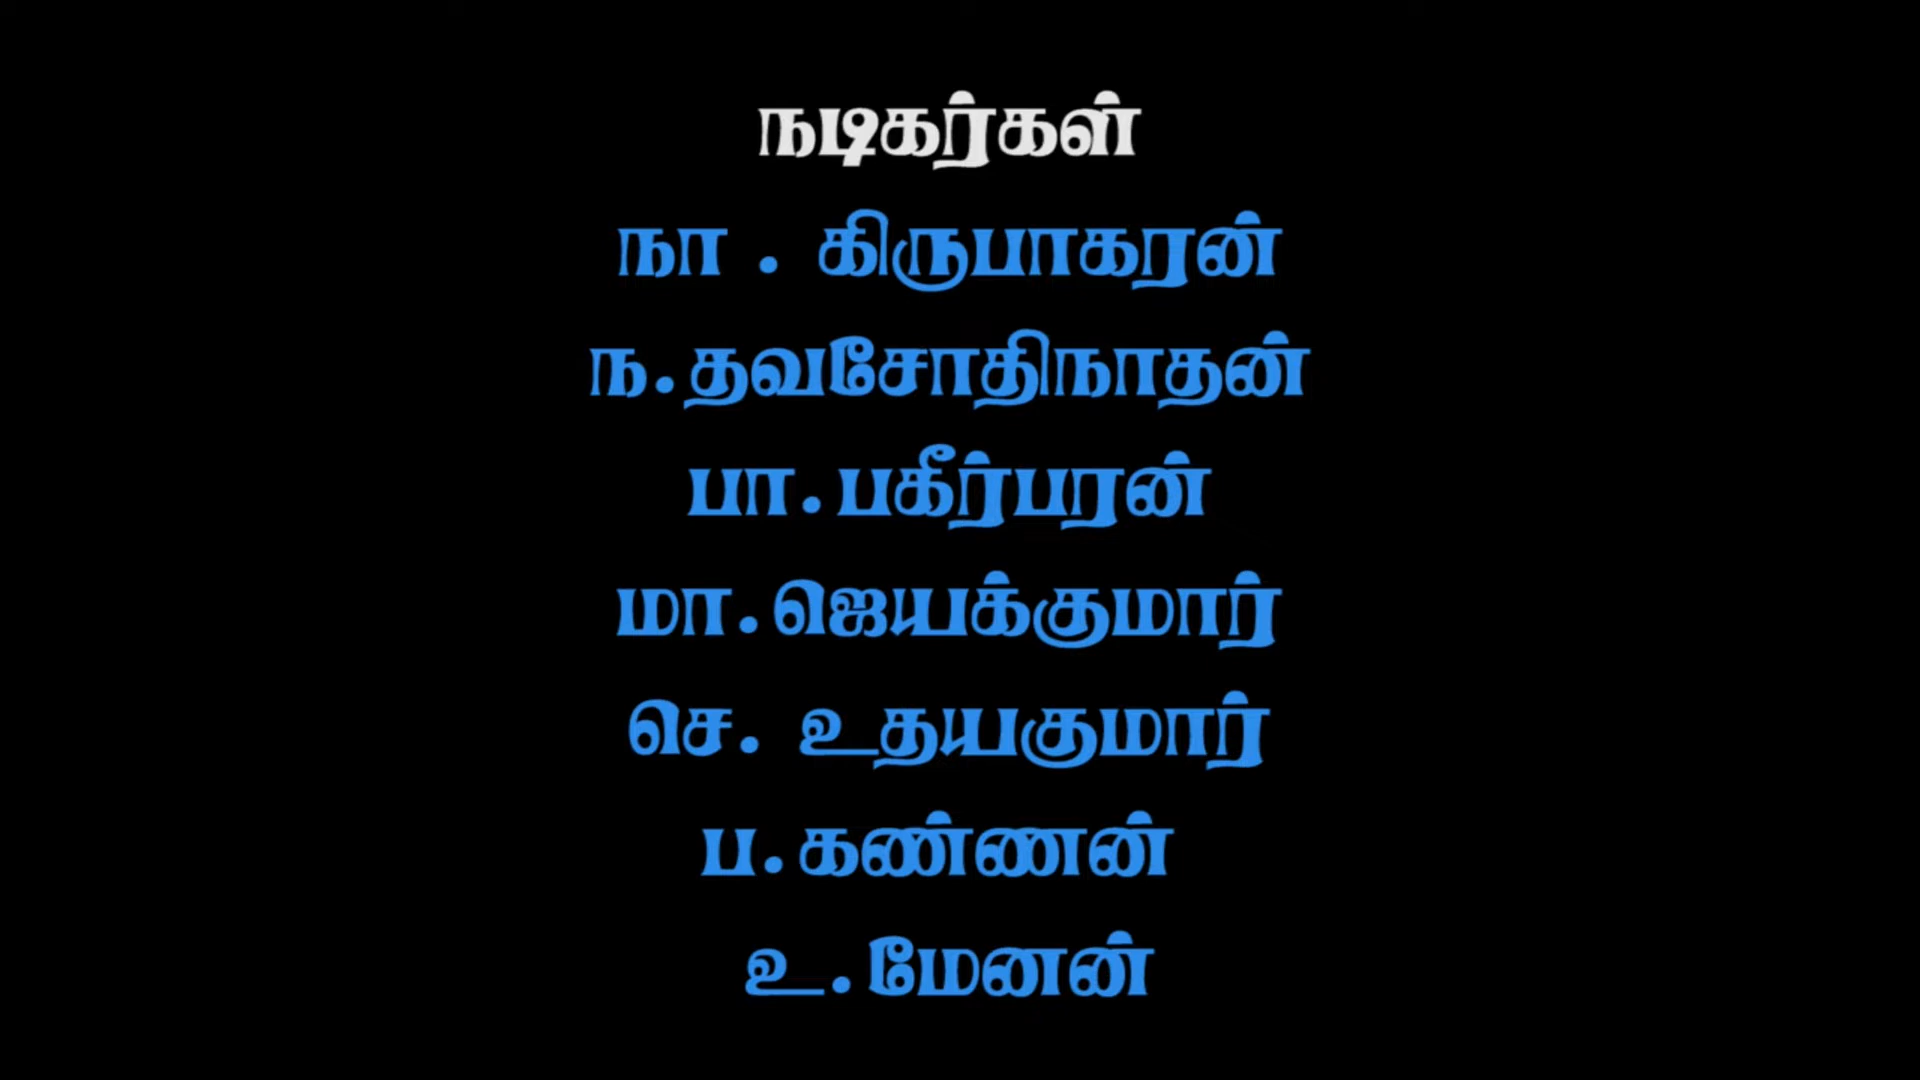 நடிகர்கள்
நா . கிருபாகரன்
ந.தவசோதிநாதன்
பா.பகீர்பரன்
மா.ஜெயக்குமார்
செ. உதயகுமார்
ப.கண்ணன்
உ.மேனன்